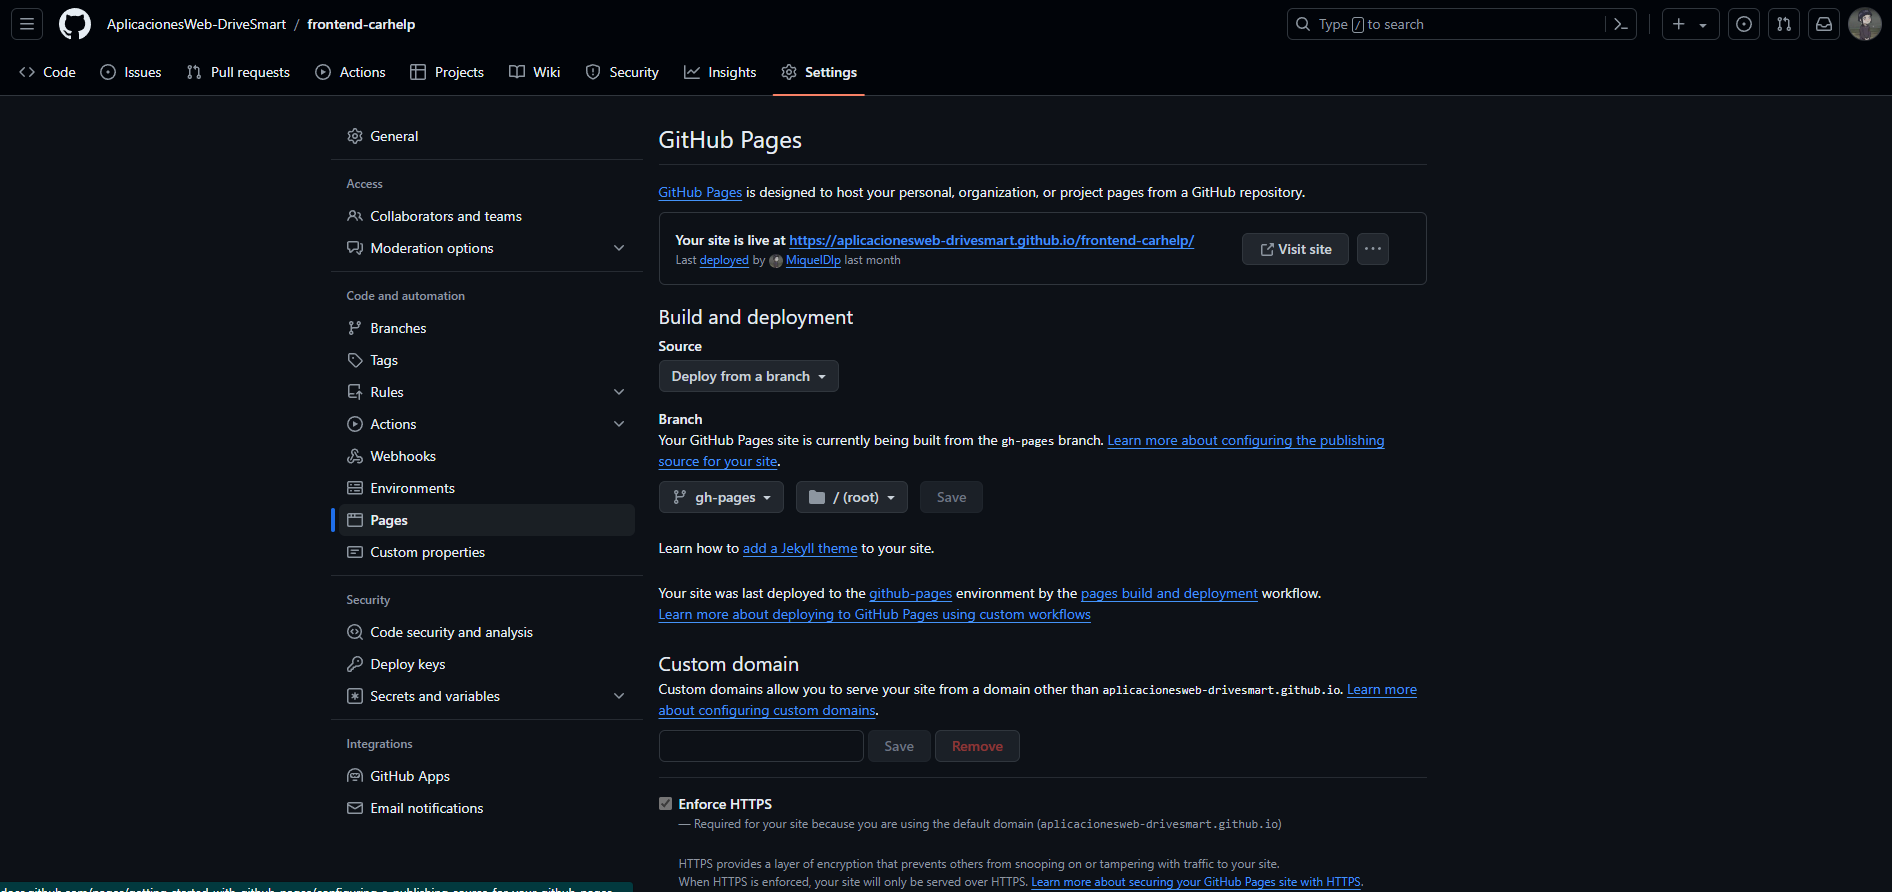 AplicacionesWeb-DriveSmart / frontend-carhelp
Type / to search
Code
Issues
Pull requests
Actions
Projects
Wiki
Security
Insights
Settings
General
Access
Collaborators and teams
Moderation options
Code and automation
Branches
Tags
Rules
Actions
Webhooks
Environments
Pages
Custom properties
Security
Code security and analysis
Deploy keys
Secrets and variables
Integrations
GitHub Apps
Email notifications
GitHub Pages
GitHub Pages is designed to host your personal, organization, or project pages from a GitHub repository.
Your site is live at https://aplicacionesweb-drivesmart.github.io/frontend-carhelp/
Last deployed by MiquelDlp last month
Visit site
Build and deployment
Source
Deploy from a branch
Branch
Your GitHub Pages site is currently being built from the gh-pages branch. Learn more about configuring the publishing
source for your site.
gh-pages
/ (root)
Save
Learn how to add a Jekyll theme to your site.
Your site was last deployed to the github-pages environment by the pages build and deployment workflow.
Learn more about deploying to GitHub Pages using custom workflows
Custom domain
Custom domains allow you to serve your site from a domain other than aplicacionesweb-drivesmart.github.io. Learn more
about configuring custom domains.
Save
Remove
Enforce HTTPS
— Required for your site because you are using the default domain (aplicacionesweb-drivesmart.github.io)
HTTPS provides a layer of encryption that prevents others from snooping on or tampering with traffic to your site.
When HTTPS is enforced, your site will only be served over HTTPS. Learn more about securing your GitHub Pages site with HTTPS.